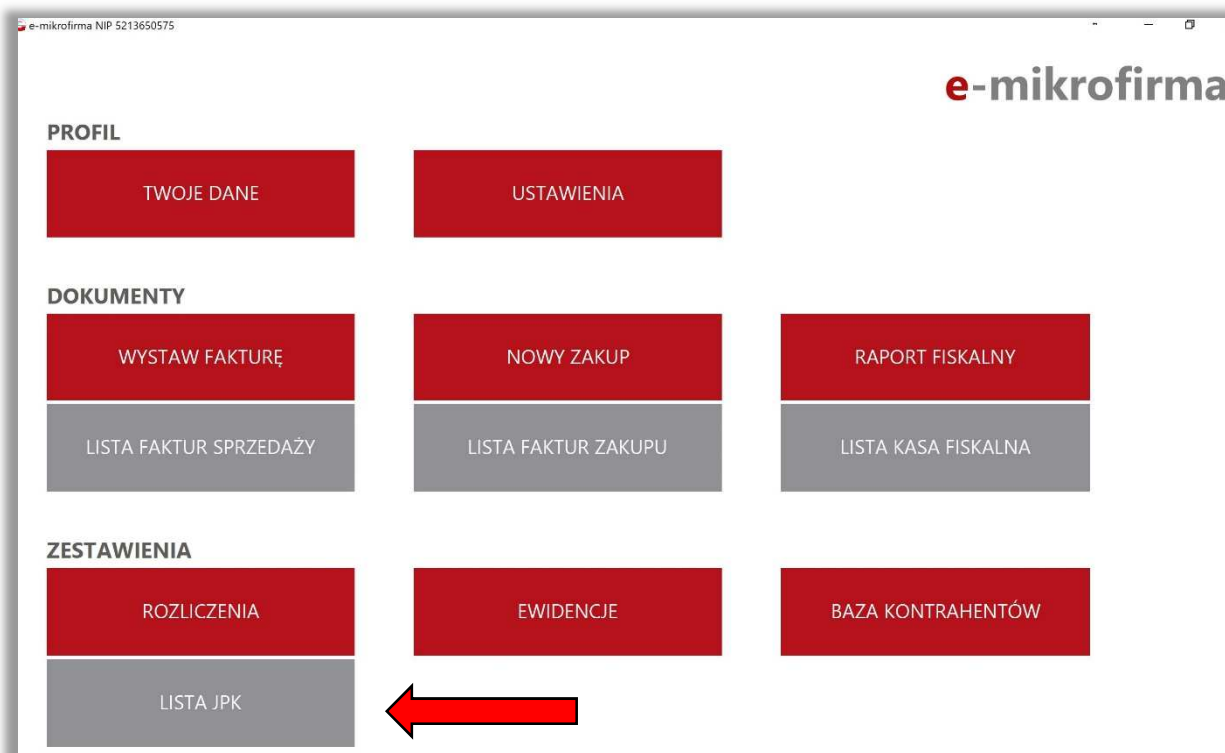 e-mikrofirma NIP 5213650575
e-mikrofirma
PROFIL
TWOJE DANE
USTAWIENIA
DOKUMENTY
WYSTAW FAKTURĘ
NOWY ZAKUP
RAPORT FISKALNY
LISTA FAKTUR SPRZEDAŻY
LISTA FAKTUR ZAKUPU
LISTA KASA FISKALNA
ZESTAWIENIA
ROZLICZENIA
EWIDENCJE
BAZA KONTRAHENTÓW
LISTA JPK